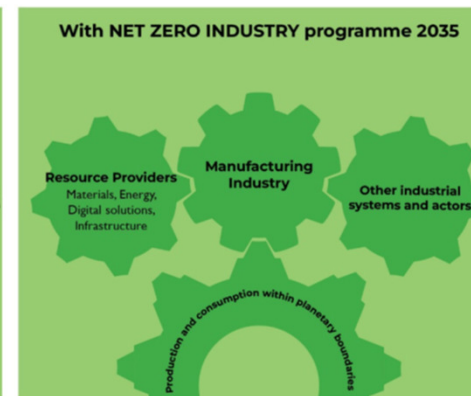 With NET ZERO INDUSTRY programme 2035
Manufacturing
Industry
Resource Providers
Materials, Energy,
Digital solutions,
Infrastructure
Other industrial
systems and actors
Production and consumption within planetary boundaries